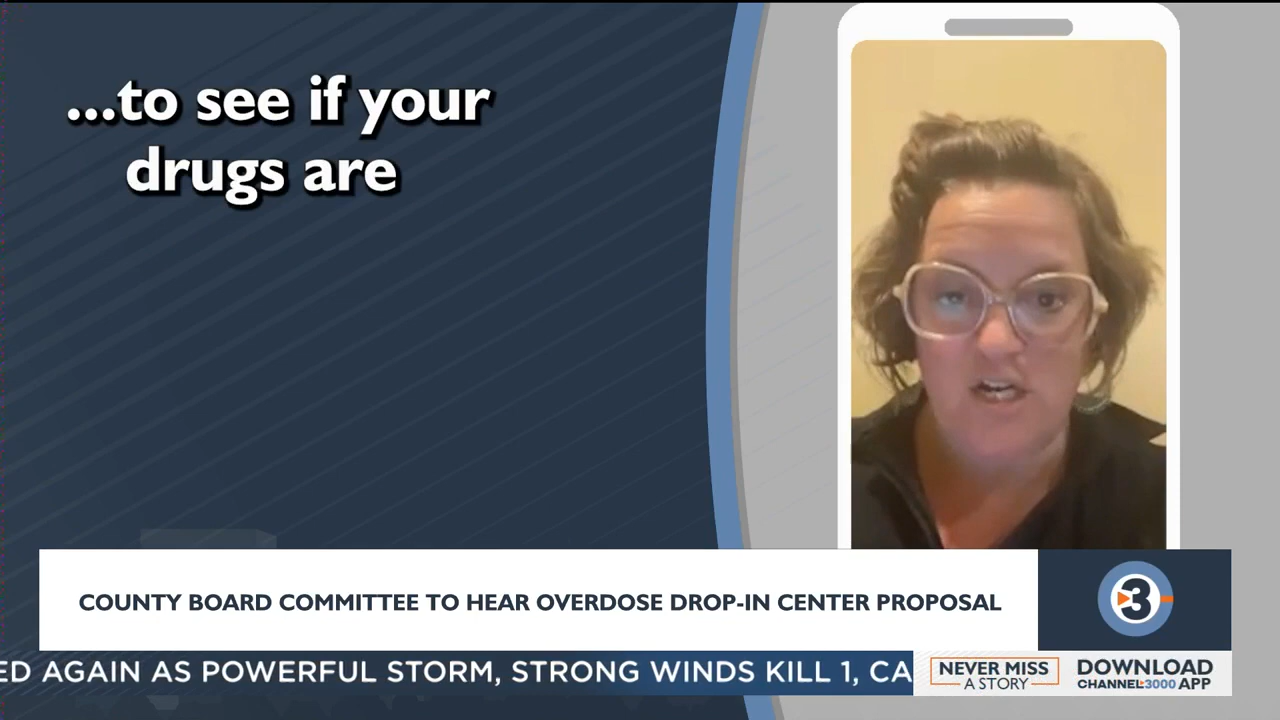 ...to see if your
drugs are
COUNTY BOARD COMMITTEE TO HEAR OVERDOSE DROP-IN CENTER PROPOSAL
3
ED AGAIN AS POWERFUL STORM, STRONG WINDS KILL 1, CA
NEVER MISS
A STORY
DOWNLOAD
CHANNEL3000 APP